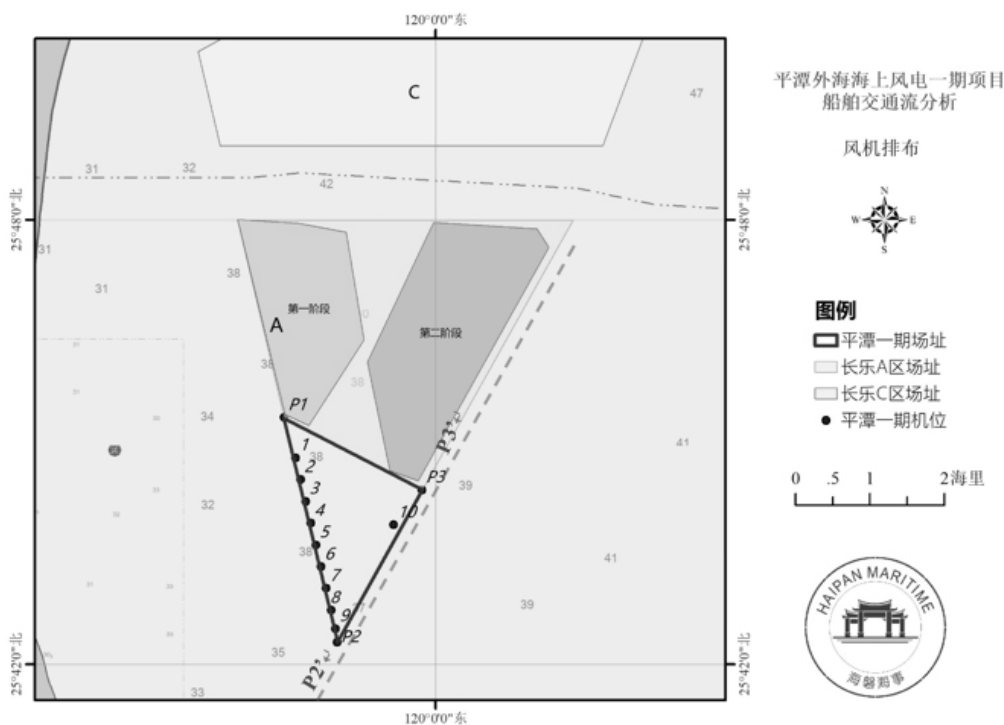 120°0'0"东
平潭外海海上风电一期项目
船舶交通流分析
风机排布
N
W
E
S
C
47
31
32
42
25°48'0"北
25°48'0"北
31
31
38
第一阶段
第二阶段
A
38
38
34
P1
P3'
41
1
38
2
P3
39
3
32
4
10
5
38
6
41
7
8
39
9
P2
35
P2'
33
25°42'0"北
25°42'0"北
120°0'0"东
图例
平潭一期场址
长乐A区场址
长乐C区场址
平潭一期机位
0 .5 1 2海里
HAIPAN MARITIME
海磐海事